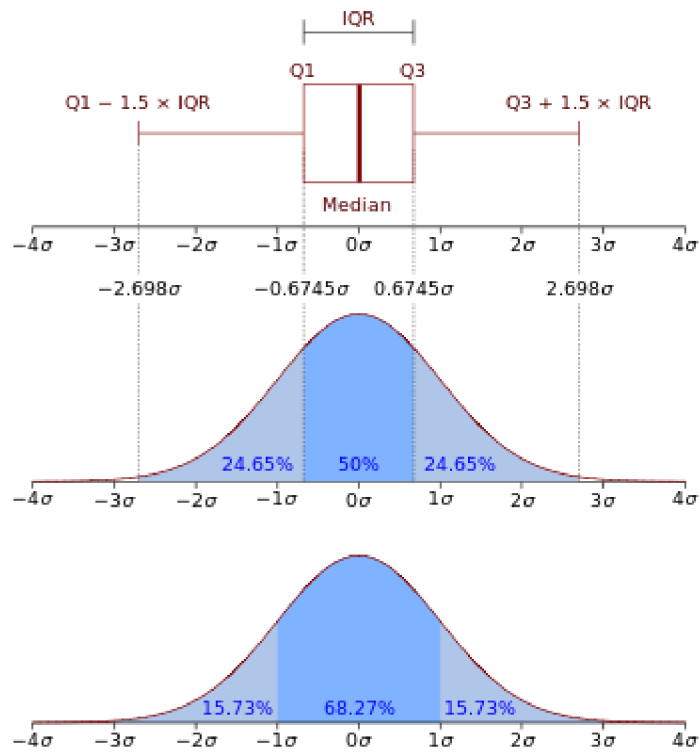 IQR
Q1 Q3
Q1 − 1.5 × IQR Q3 + 1.5 × IQR
Median
−4σ −3σ −2σ −1σ 0σ 1σ 2σ 3σ 4σ
−2.698σ −0.6745σ 0.6745σ 2.698σ
24.65% 50% 24.65%
−4σ −3σ −2σ −1σ 0σ 1σ 2σ 3σ 4σ
15.73% 68.27% 15.73%
−4σ −3σ −2σ −1σ 0σ 1σ 2σ 3σ 4σ